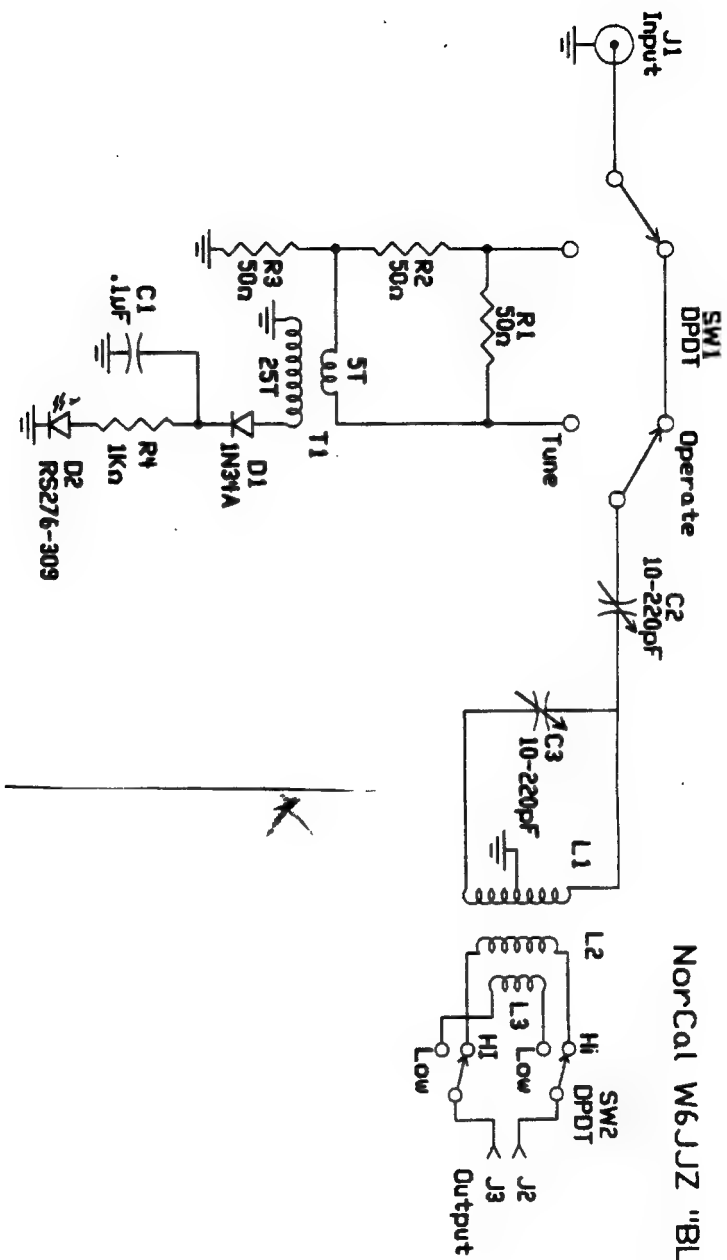 NorCal W6JJZ "BL
SW1
DPDT
J1
Input
Operate
C2
10-220pF
Tune
R1
50Ω
R2
50Ω
R3
50Ω
5T
25T
T1
C1
.1uF
D1
1N34A
R4
1KΩ
D2
RS276-309
C3
10-220pF
L1
L2
L3
Hi
Low
HI
Low
SW2
DPDT
J2
J3
Output